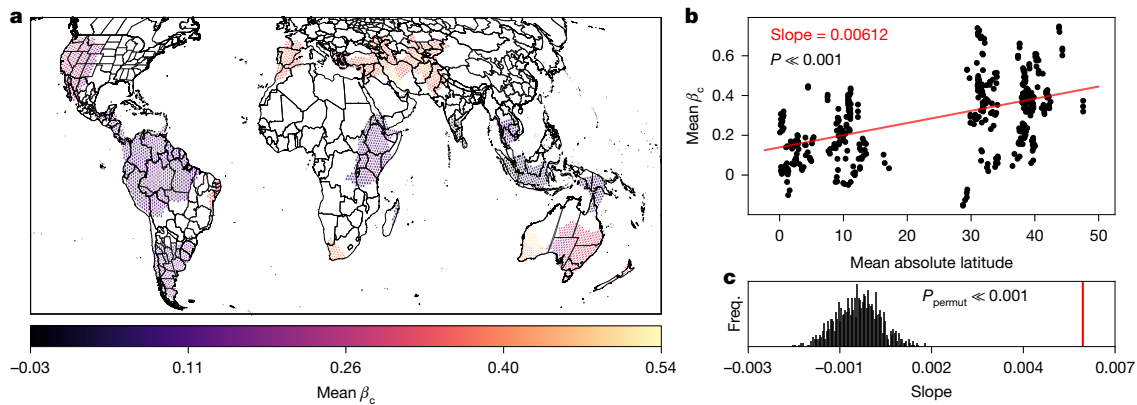 a
−0.03
0.11
0.26
0.40
0.54
Mean βc
b
Slope = 0.00612
P ≪ 0.001
0.6
0.4
0.2
0
Mean βc
0
10
20
30
40
50
Mean absolute latitude
c
Ppermut ≪ 0.001
Freq.
−0.003
−0.001
0.002
0.004
0.007
Slope